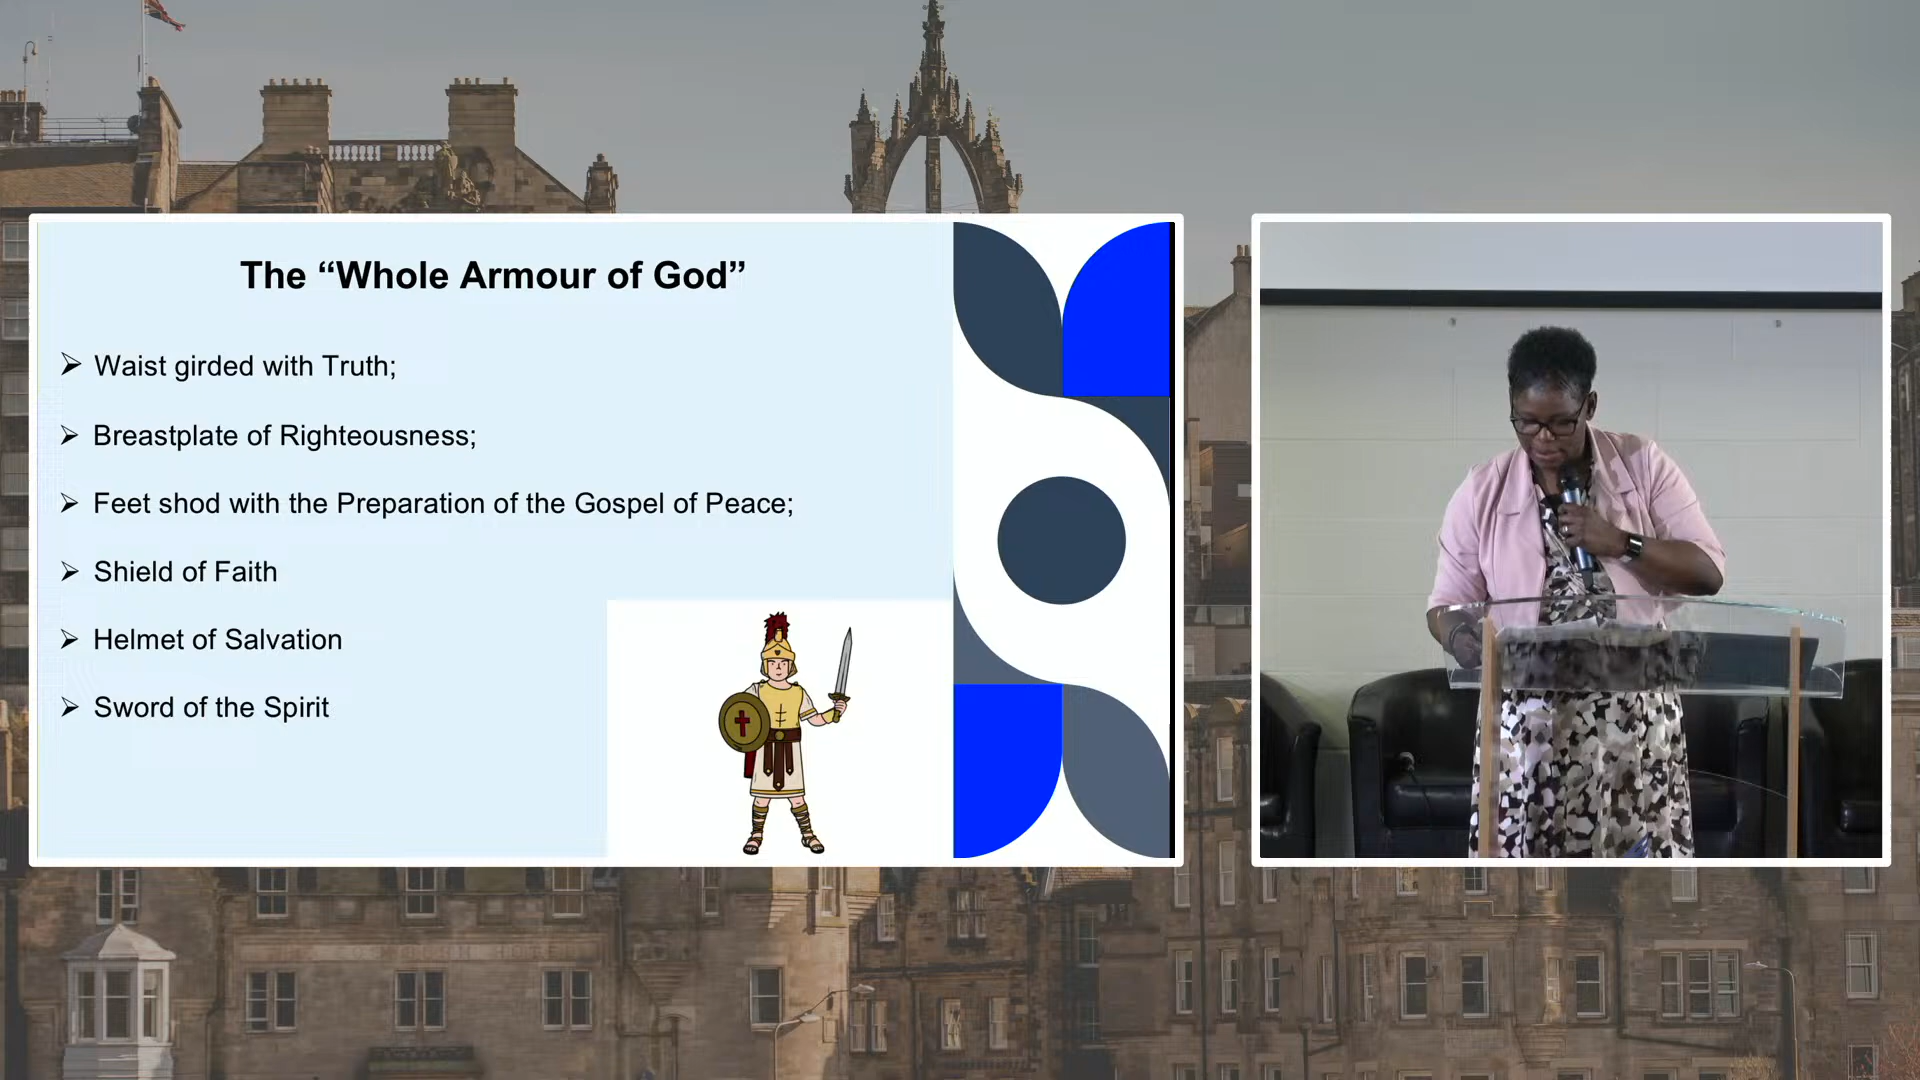 The “Whole Armour of God”
➢ Waist girded with Truth;
➢ Breastplate of Righteousness;
➢ Feet shod with the Preparation of the Gospel of Peace;
➢ Shield of Faith
➢ Helmet of Salvation
➢ Sword of the Spirit